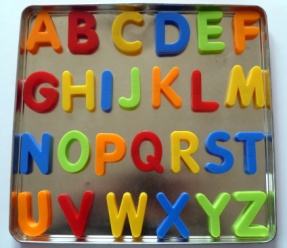 ABCDEF
GHIJKLM
NOPQRST
UVWXYZ